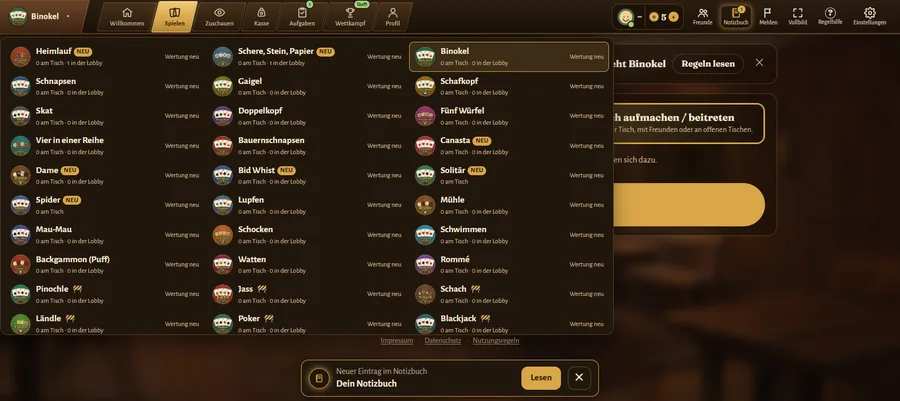 Binokel
Willkommen
Spielen
Zuschauen
Kasse
Aufgaben
Wettkampf
läuft
Profil
5
Freunde
Notizbuch
Melden
Vollbild
Regelhilfe
Einstellungen
Heimlauf NEU
0 am Tisch · 1 in der Lobby
Wertung neu
Schere, Stein, Papier NEU
0 am Tisch · 1 in der Lobby
Wertung neu
Binokel
0 am Tisch · 0 in der Lobby
Wertung neu
Schnapsen
0 am Tisch · 0 in der Lobby
Wertung neu
Gaigel
0 am Tisch · 0 in der Lobby
Wertung neu
Schafkopf
0 am Tisch · 0 in der Lobby
Wertung neu
Skat
0 am Tisch · 0 in der Lobby
Wertung neu
Doppelkopf
0 am Tisch · 0 in der Lobby
Wertung neu
Fünf Würfel
0 am Tisch · 0 in der Lobby
Wertung neu
Vier in einer Reihe
0 am Tisch · 0 in der Lobby
Wertung neu
Bauernschnapsen
0 am Tisch · 0 in der Lobby
Wertung neu
Canasta NEU
0 am Tisch · 0 in der Lobby
Wertung neu
Dame NEU
0 am Tisch · 0 in der Lobby
Wertung neu
Bid Whist NEU
0 am Tisch · 0 in der Lobby
Wertung neu
Solitär NEU
0 am Tisch
Wertung neu
Spider NEU
0 am Tisch
Wertung neu
Lupfen
0 am Tisch · 0 in der Lobby
Wertung neu
Mühle
0 am Tisch · 0 in der Lobby
Wertung neu
Mau-Mau
0 am Tisch · 0 in der Lobby
Wertung neu
Schocken
0 am Tisch · 0 in der Lobby
Wertung neu
Schwimmen
0 am Tisch · 0 in der Lobby
Wertung neu
Backgammon (Puff)
0 am Tisch · 0 in der Lobby
Wertung neu
Watten
0 am Tisch · 0 in der Lobby
Wertung neu
Rommé
0 am Tisch · 0 in der Lobby
Wertung neu
Pinochle
0 am Tisch · 0 in der Lobby
Wertung neu
Jass
0 am Tisch · 0 in der Lobby
Wertung neu
Schach
0 am Tisch · 0 in der Lobby
Wertung neu
Ländle
0 am Tisch · 0 in der Lobby
Wertung neu
Poker
0 am Tisch · 0 in der Lobby
Wertung neu
Blackjack
0 am Tisch · 0 in der Lobby
Wertung neu
Binokel
Regeln lesen
aufmachen / beitreten
Tisch, mit Freunden oder an offenen Tischen.
sich dazu.
Impressum · Datenschutz · Nutzungsregeln
Neuer Eintrag im Notizbuch
Dein Notizbuch
Lesen